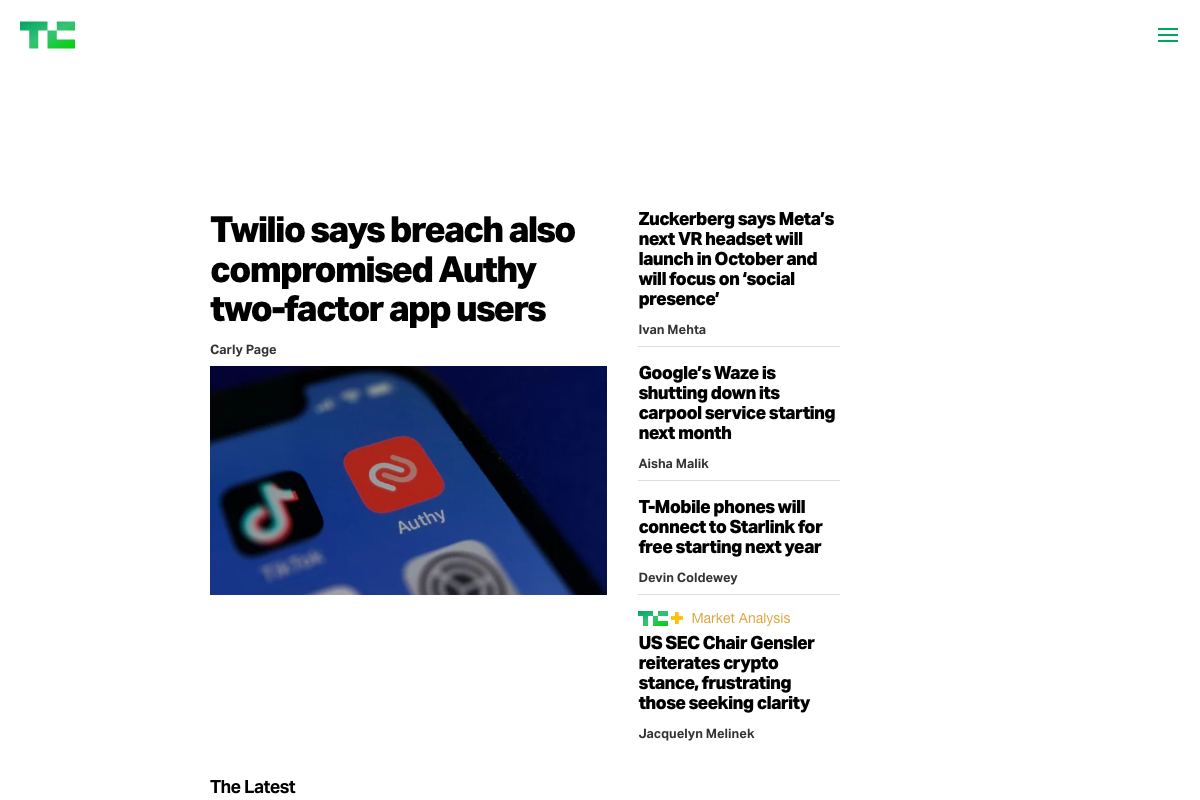 TC
Twilio says breach also
compromised Authy
two-factor app users
Carly Page
TikTok
Authy
Zuckerberg says Meta’s
next VR headset will
launch in October and
will focus on ‘social
presence’
Ivan Mehta
Google’s Waze is
shutting down its
carpool service starting
next month
Aisha Malik
T-Mobile phones will
connect to Starlink for
free starting next year
Devin Coldewey
TC+ Market Analysis
US SEC Chair Gensler
reiterates crypto
stance, frustrating
those seeking clarity
Jacquelyn Melinek
The Latest